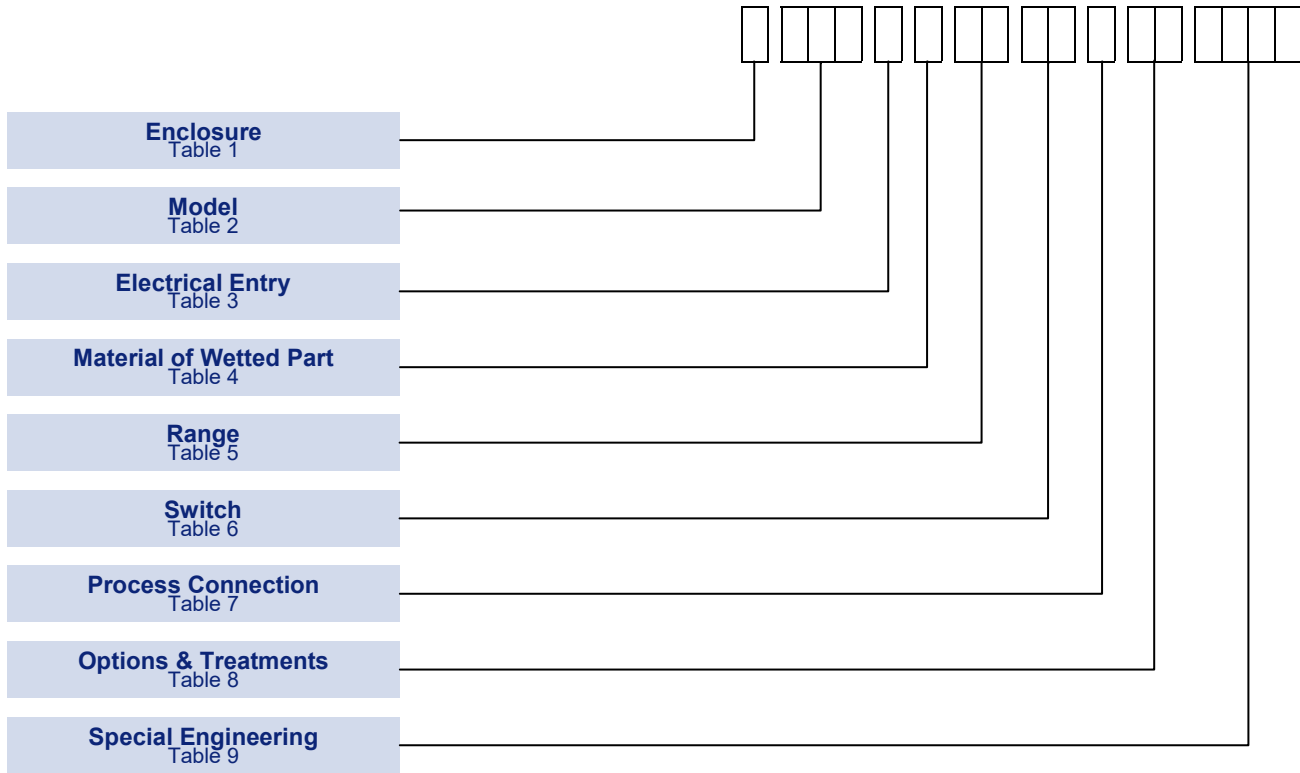 Enclosure
Table 1
Model
Table 2
Electrical Entry
Table 3
Material of Wetted Part
Table 4
Range
Table 5
Switch
Table 6
Process Connection
Table 7
Options & Treatments
Table 8
Special Engineering
Table 9